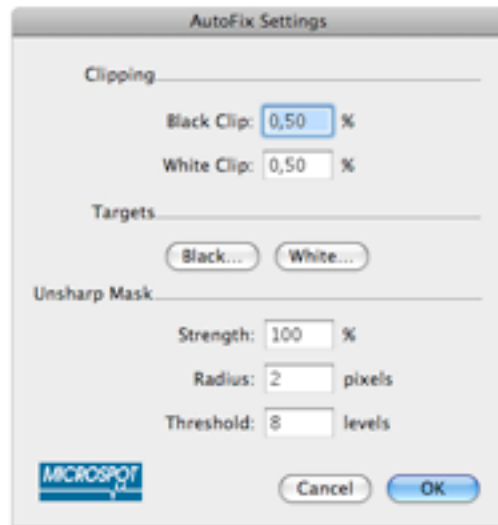 AutoFix Settings
Clipping
Black Clip: 0,50 %
White Clip: 0,50 %
Targets
Black... White...
Unsharp Mask
Strength: 100 %
Radius: 2 pixels
Threshold: 8 levels
MICROSPOT
Cancel OK